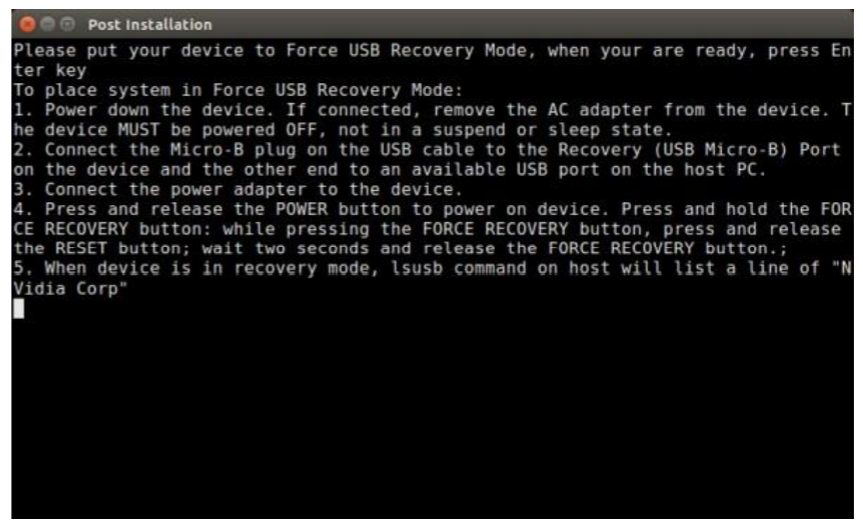 Post Installation
Please put your device to Force USB Recovery Mode, when your are ready, press En
ter key
To place system in Force USB Recovery Mode:
1. Power down the device. If connected, remove the AC adapter from the device. T
he device MUST be powered OFF, not in a suspend or sleep state.
2. Connect the Micro-B plug on the USB cable to the Recovery (USB Micro-B) Port
on the device and the other end to an available USB port on the host PC.
3. Connect the power adapter to the device.
4. Press and release the POWER button to power on device. Press and hold the FOR
CE RECOVERY button: while pressing the FORCE RECOVERY button, press and release
the RESET button; wait two seconds and release the FORCE RECOVERY button.;
5. When device is in recovery mode, lsusb command on host will list a line of "N
Vidia Corp"